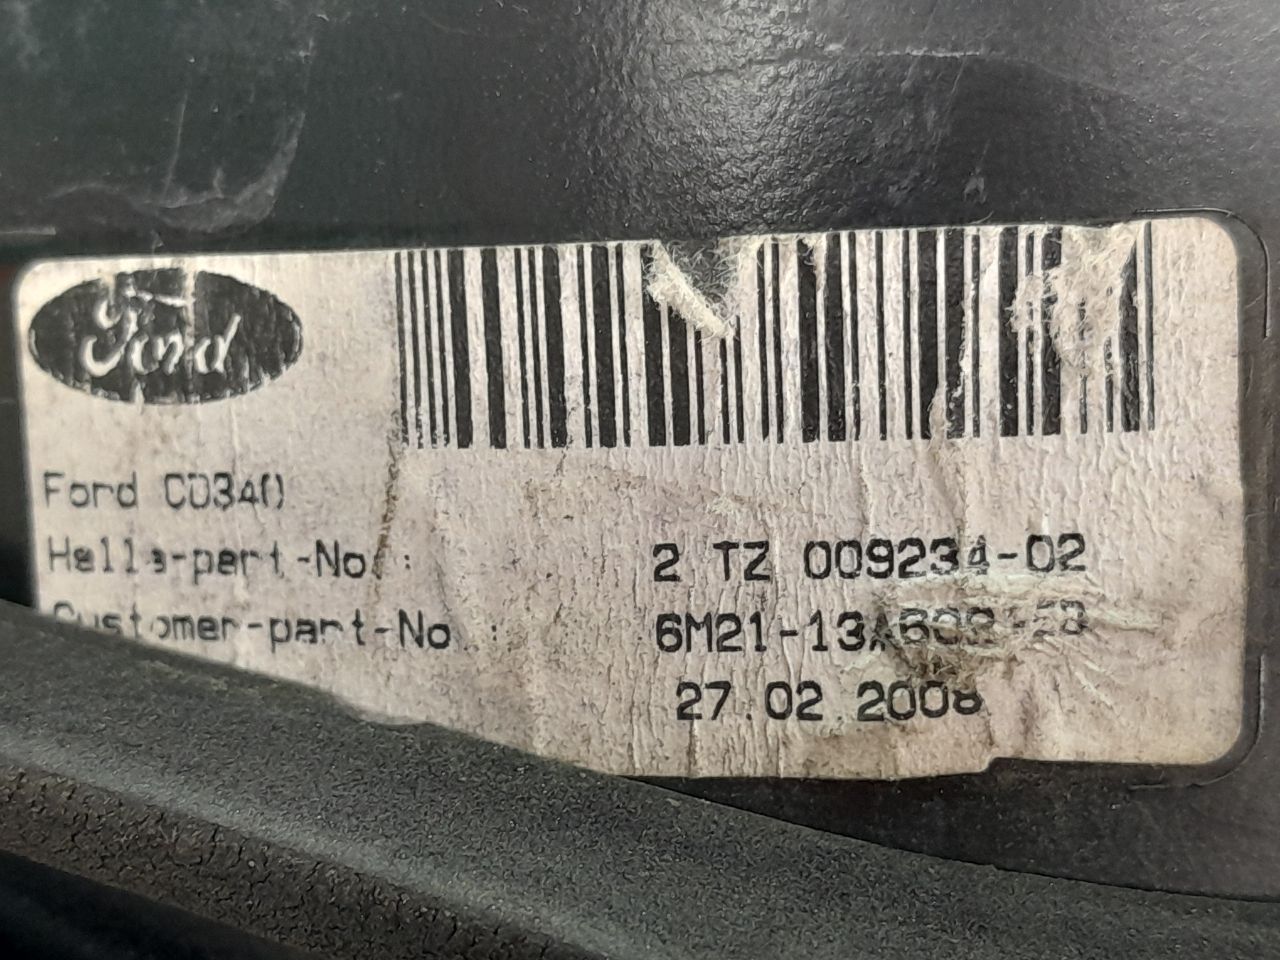 Ford
Ford CD340
Hella-part-No.:
2 TZ 009234-02
Customer-part-No.:
27.02.2008